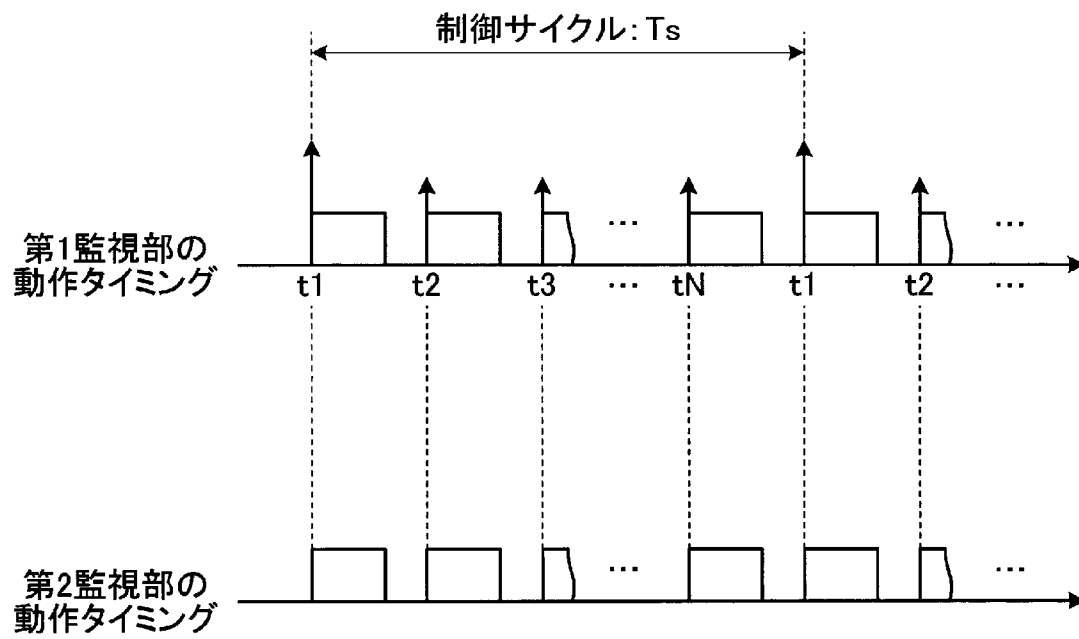 制御サイクル：Ts
…
…
第1監視部の
動作タイミング
t1 t2 t3 … tN t1 t2 …
…
…
第2監視部の
動作タイミング